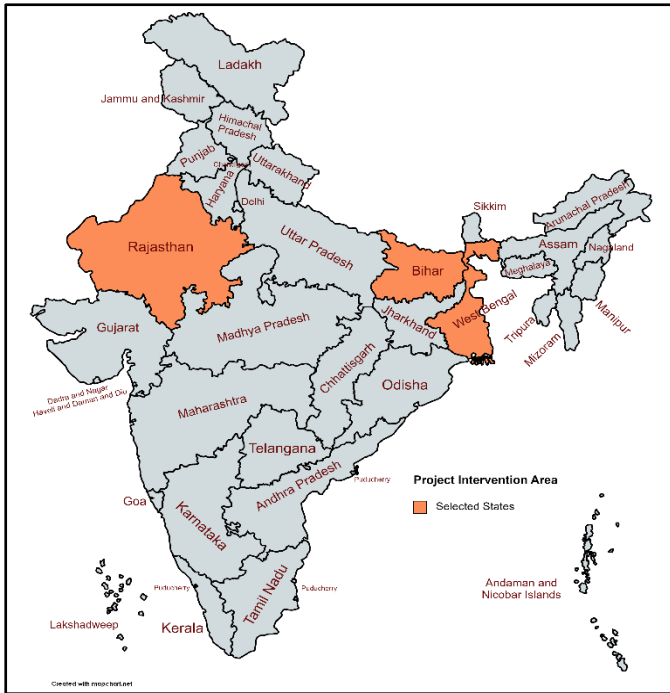 Ladakh
Jammu and Kashmir
Himachal
Pradesh
Punjab
Chandigarh
Uttarakhand
Haryana
Delhi
Sikkim
Arunachal Pradesh
Rajasthan
Uttar Pradesh
Bihar
Assam
Nagaland
Meghalaya
Manipur
Tripura
Mizoram
West Bengal
Jharkhand
Gujarat
Madhya Pradesh
Chhattisgarh
Odisha
Dadra and Nagar
Haveli and Daman and Diu
Maharashtra
Telangana
Andhra Pradesh
Puducherry
Goa
Karnataka
Project Intervention Area
Selected States
Puducherry
Puducherry
Tamil Nadu
Kerala
Lakshadweep
Andaman and
Nicobar Islands
Created with mapchart.net